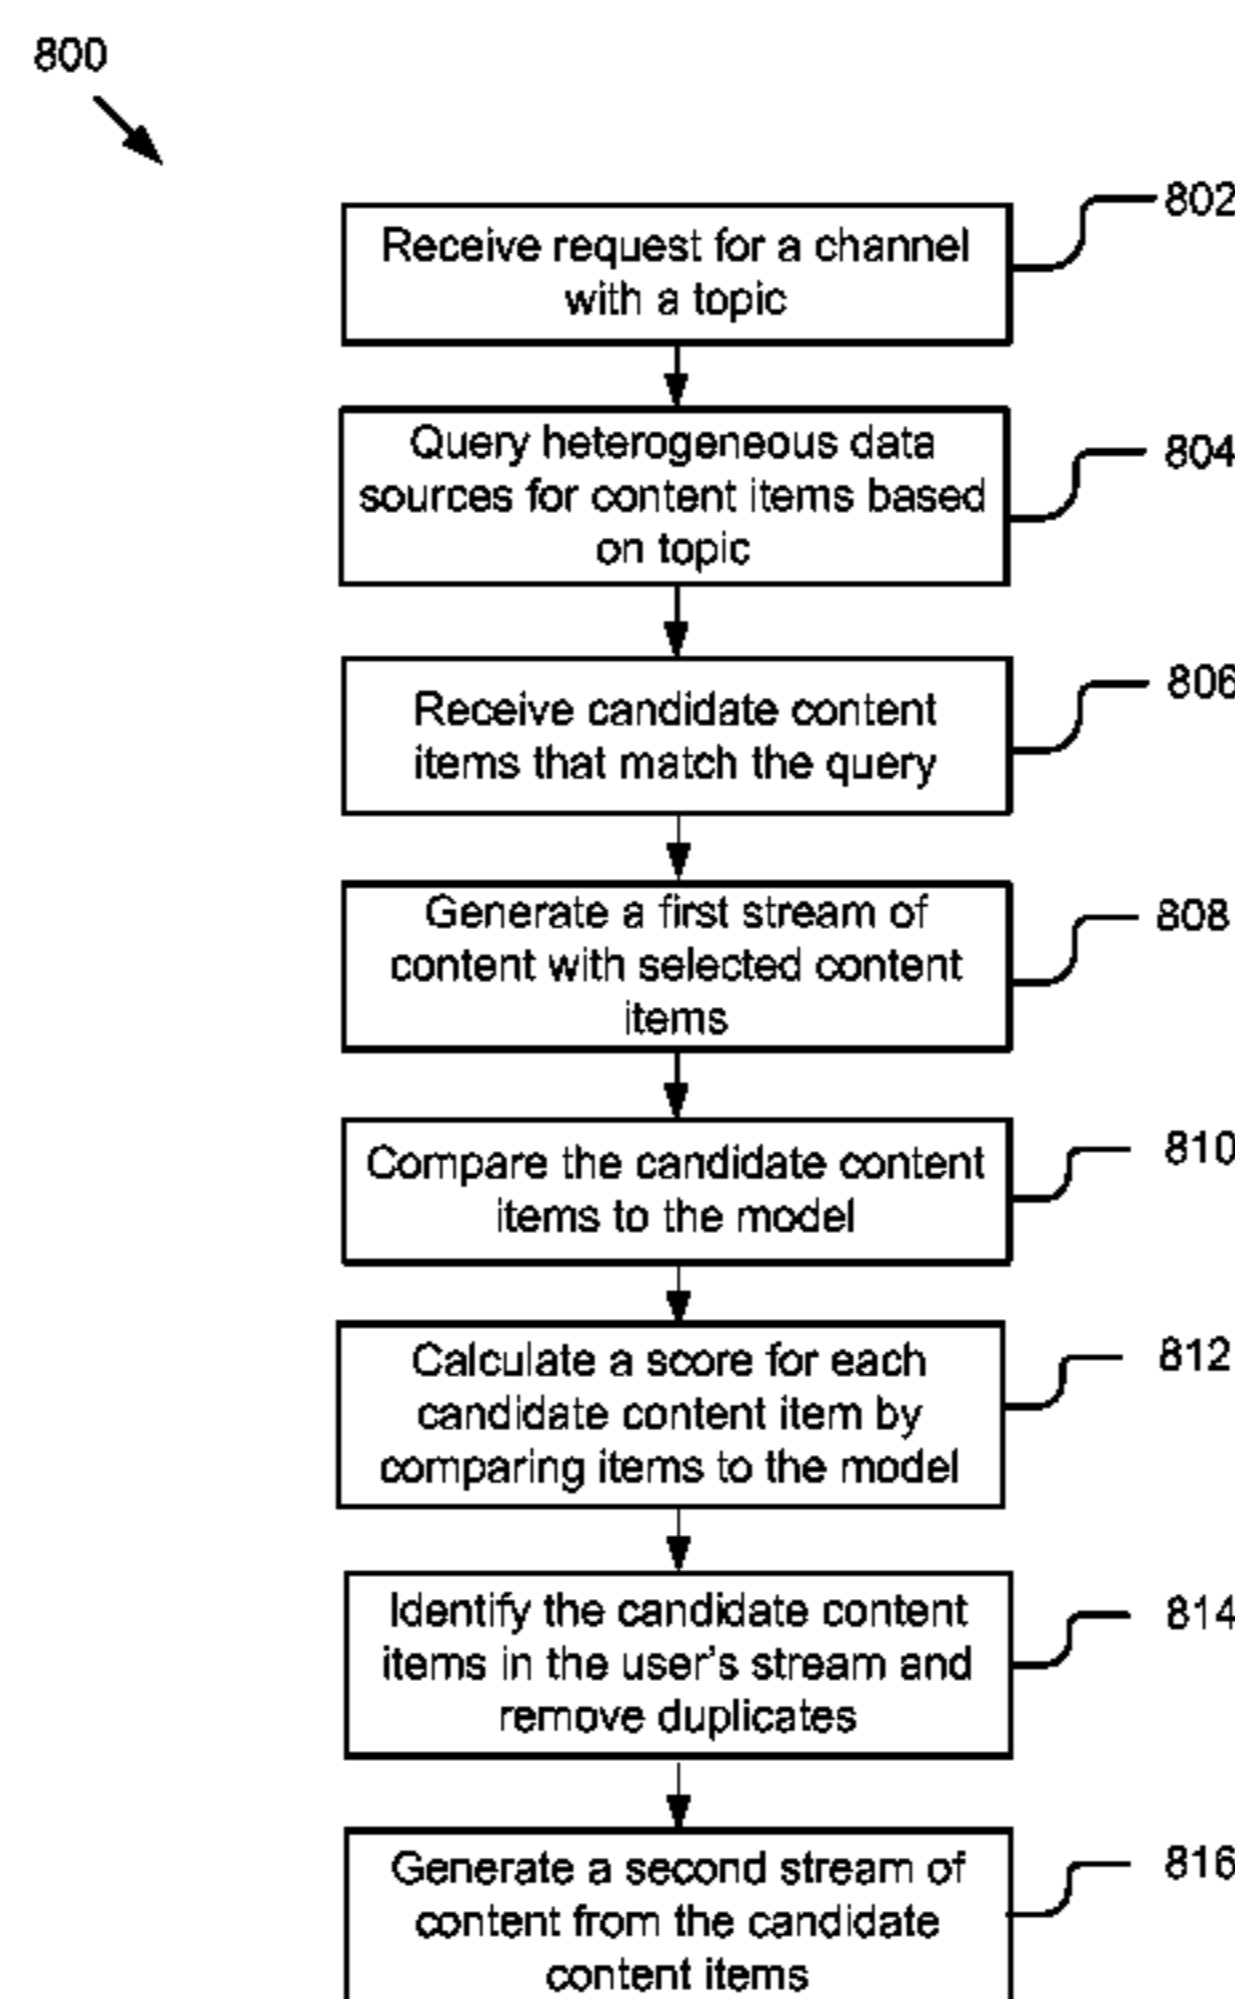 800
802
Receive request for a channel
with a topic
804
Query heterogeneous data
sources for content items based
on topic
806
Receive candidate content
items that match the query
808
Generate a first stream of
content with selected content
items
810
Compare the candidate content
items to the model
812
Calculate a score for each
candidate content item by
comparing items to the model
814
Identify the candidate content
items in the user's stream and
remove duplicates
816
Generate a second stream of
content from the candidate
content items